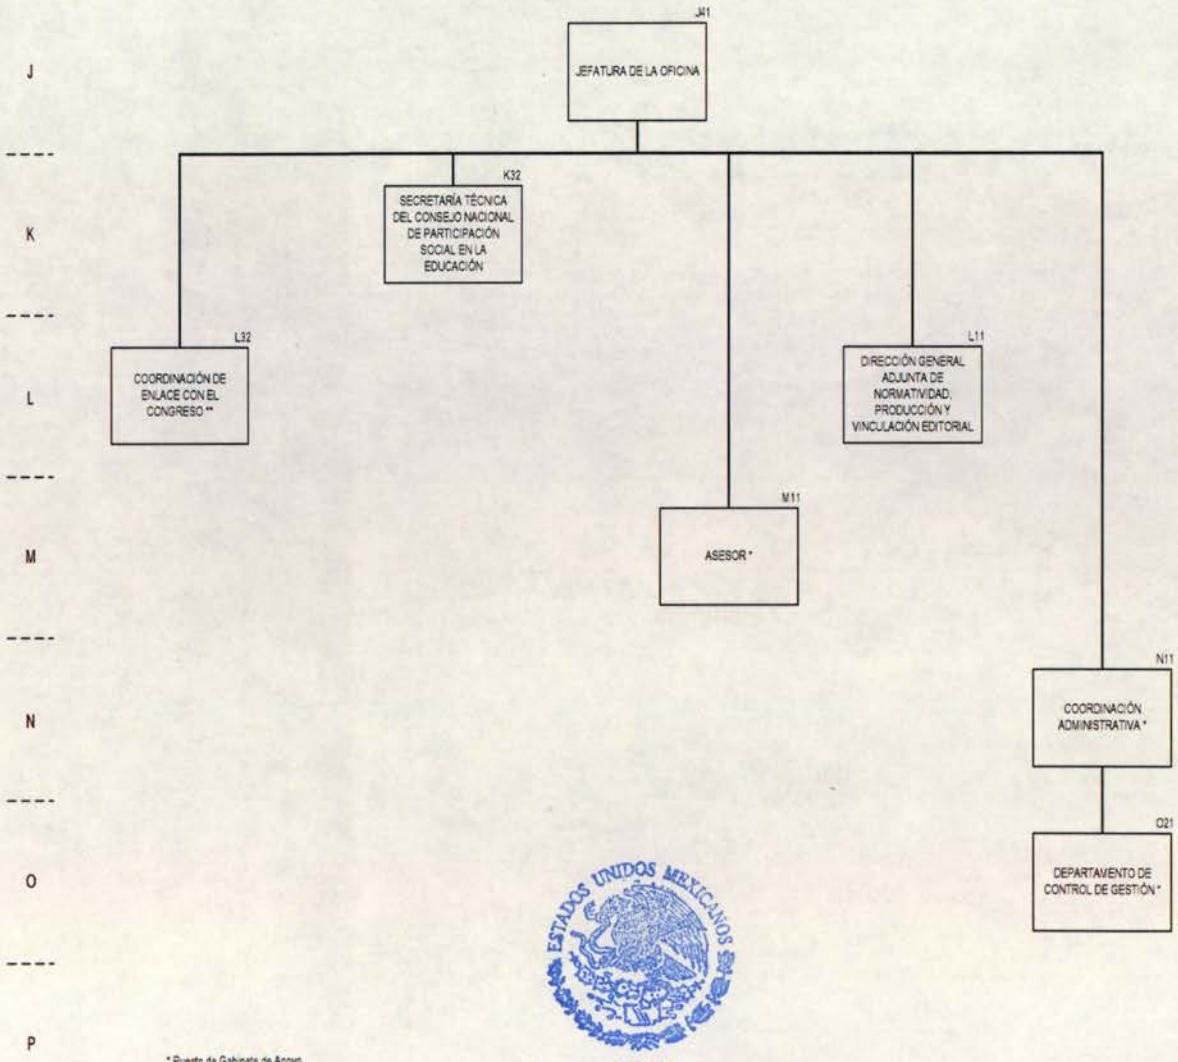 J41
J
JEFATURA DE LA OFICINA
K32
K
SECRETARÍA TÉCNICA
DEL CONSEJO NACIONAL
DE PARTICIPACIÓN
SOCIAL EN LA
EDUCACIÓN
L32
L11
L
COORDINACIÓN DE
ENLACE CON EL
CONGRESO **
DIRECCIÓN GENERAL
ADJUNTA DE
NORMATIVIDAD,
PRODUCCIÓN Y
VINCULACIÓN EDITORIAL
M11
M
ASESOR *
N11
N
COORDINACIÓN
ADMINISTRATIVA *
O21
O
DEPARTAMENTO DE
CONTROL DE GESTIÓN *
ESTADOS UNIDOS MEXICANOS
P
* Puesto de Gabinete de Apoyo